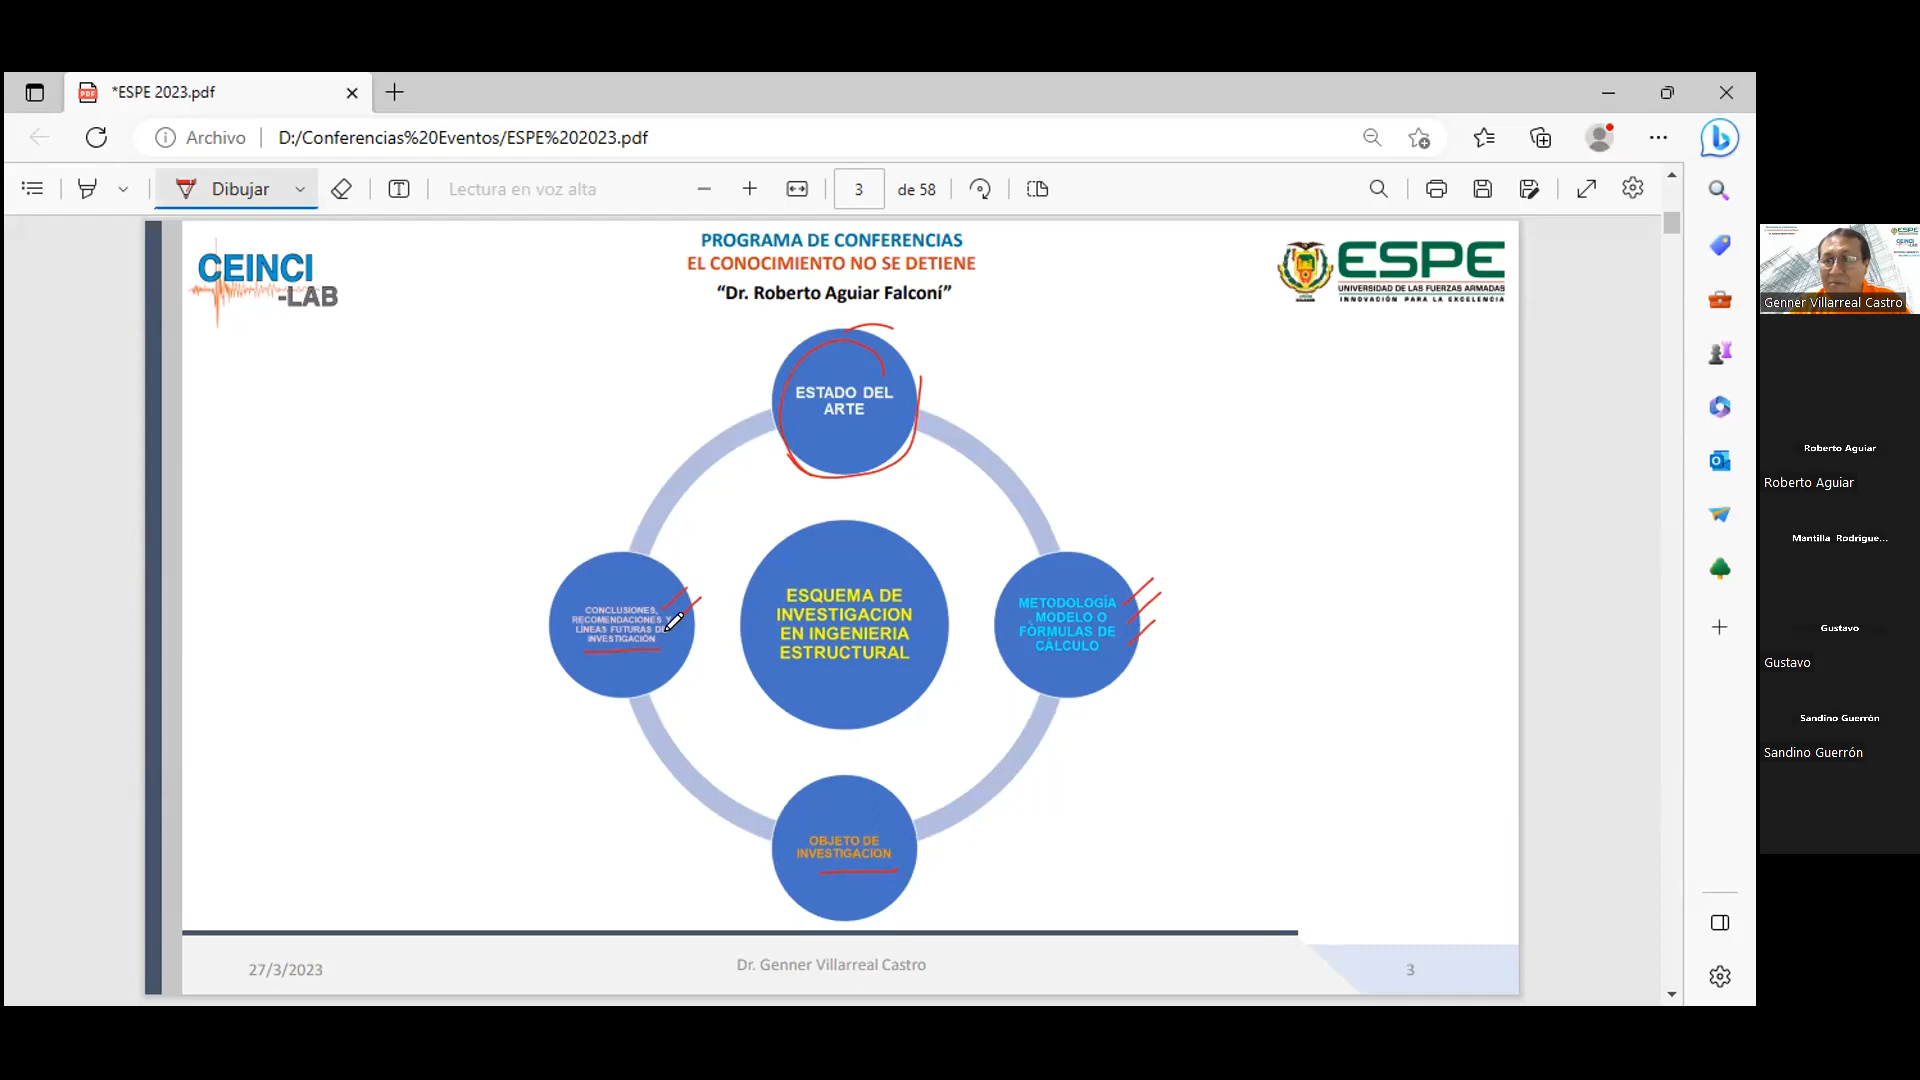 *ESPE 2023.pdf
Archivo
D:/Conferencias%20Eventos/ESPE%202023.pdf
Dibujar
Lectura en voz alta
3
de 58
CEINCI
-LAB
PROGRAMA DE CONFERENCIAS
EL CONOCIMIENTO NO SE DETIENE
“Dr. Roberto Aguiar Falconí”
ESPE
UNIVERSIDAD DE LAS FUERZAS ARMADAS
INNOVACIÓN PARA LA EXCELENCIA
ESTADO DEL
ARTE
CONCLUSIONES,
RECOMENDACIONES Y
LÍNEAS FUTURAS DE
INVESTIGACIÓN
ESQUEMA DE
INVESTIGACION
EN INGENIERIA
ESTRUCTURAL
METODOLOGÍA
, MODELO O
FÓRMULAS DE
CÁLCULO
OBJETO DE
INVESTIGACION
27/3/2023
Dr. Genner Villarreal Castro
3
Genner Villarreal Castro
Roberto Aguiar
Roberto Aguiar
Mantilla Rodrigue...
Gustavo
Gustavo
Sandino Guerrón
Sandino Guerrón